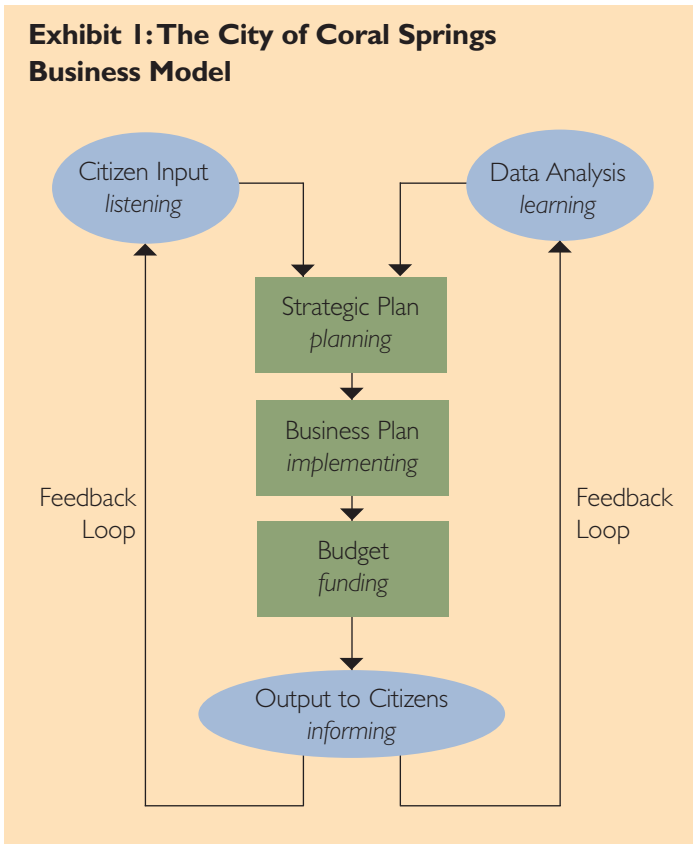 Exhibit 1: The City of Coral Springs
Business Model
Citizen Input
listening
Data Analysis
learning
Strategic Plan
planning
Business Plan
implementing
Feedback
Loop
Feedback
Loop
Budget
funding
Output to Citizens
informing